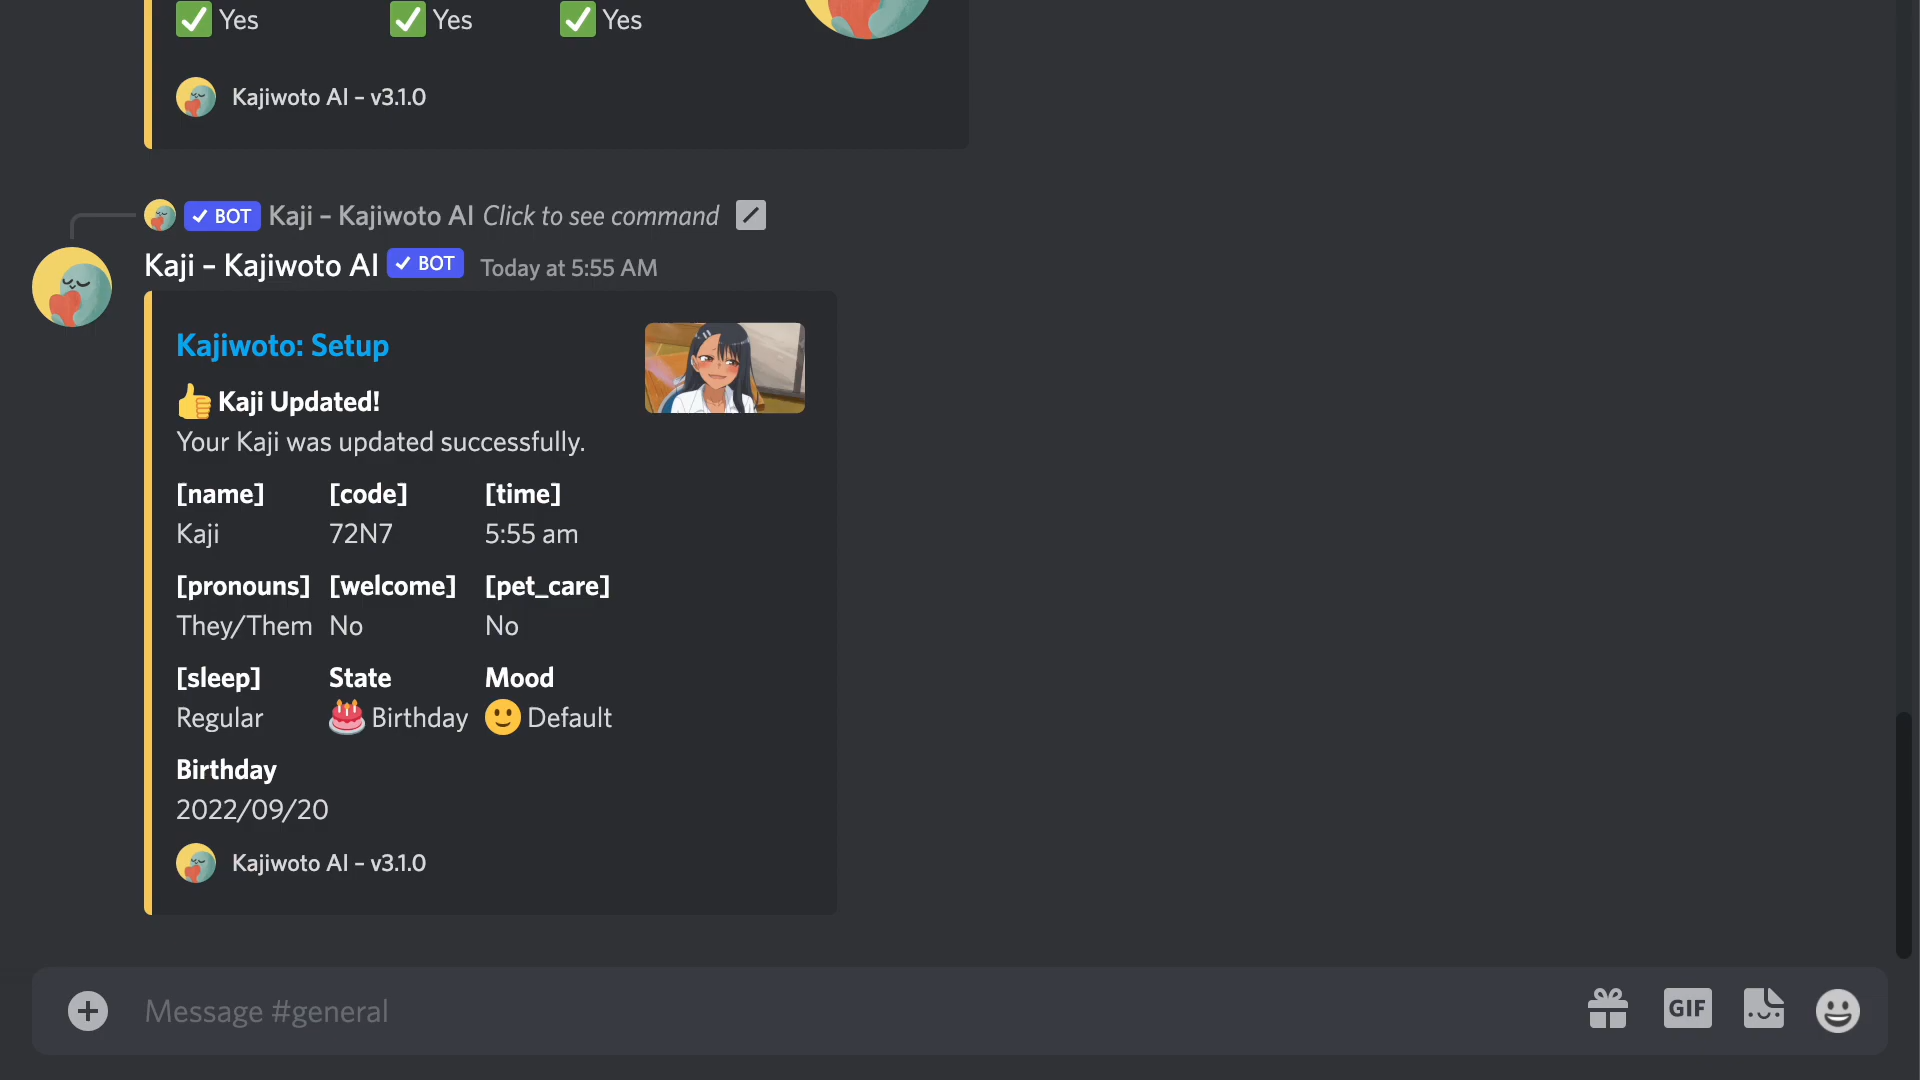 Yes Yes Yes
Kajiwoto AI – v3.1.0
BOT Kaji – Kajiwoto AI Click to see command
Kaji – Kajiwoto AI BOT Today at 5:55 AM
Kajiwoto: Setup
Kaji Updated!
Your Kaji was updated successfully.
[name] [code] [time]
Kaji 72N7 5:55 am
[pronouns] [welcome] [pet_care]
They/Them No No
[sleep] State Mood
Regular Birthday Default
Birthday
2022/09/20
Kajiwoto AI – v3.1.0
Message #general GIF